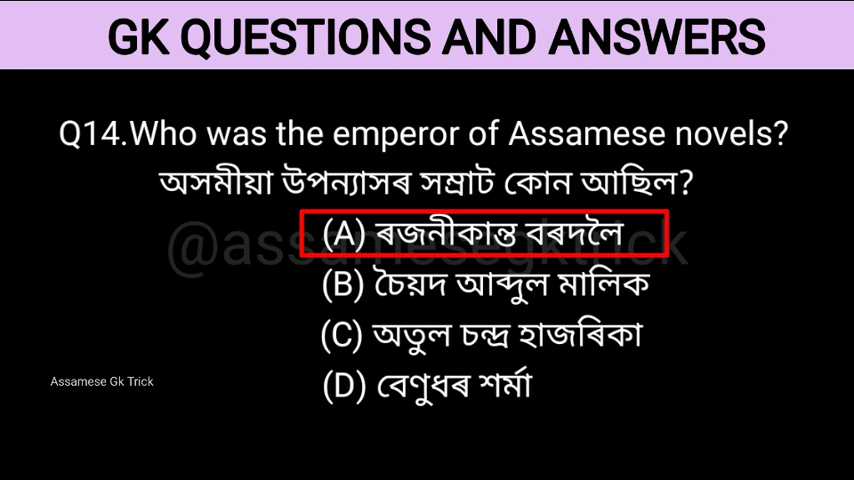 GK QUESTIONS AND ANSWERS
Q14.Who was the emperor of Assamese novels?
অসমীয়া উপন্যাসৰ সম্ৰাট কোন আছিল?
(A) ৰজনীকান্ত বৰদলৈ
@assamesegktrick
(B) চৈয়দ আব্দুল মালিক
(C) অতুল চন্দ্ৰ হাজৰিকা
Assamese Gk Trick
(D) বেণুধৰ শৰ্মা